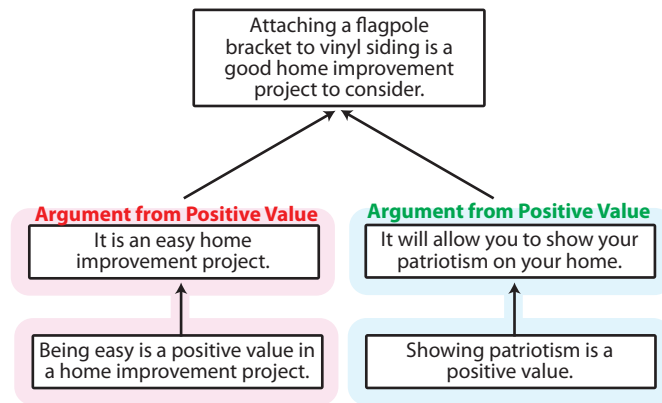 Attaching a flagpole
bracket to vinyl siding is a
good home improvement
project to consider.
Argument from Positive Value
It is an easy home
improvement project.
Being easy is a positive value in
a home improvement project.
Argument from Positive Value
It will allow you to show your
patriotism on your home.
Showing patriotism is a
positive value.